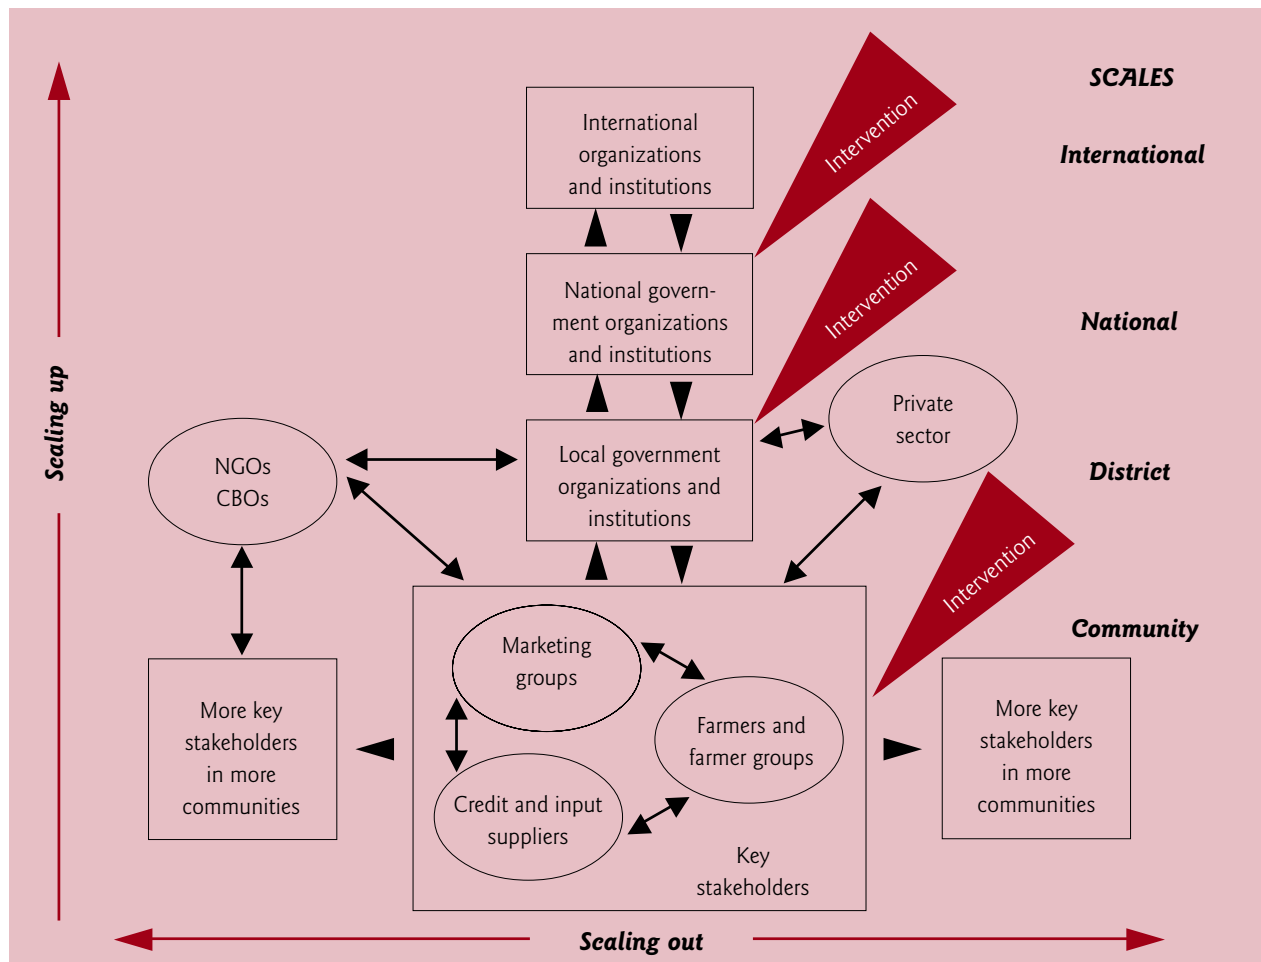 SCALES
International
organizations
and institutions
Intervention
International
National govern-
ment organizations
and institutions
Intervention
National
Scaling up
NGOs
CBOs
Local government
organizations and
institutions
Private
sector
District
Intervention
Community
More key
stakeholders
in more
communities
Marketing
groups
Farmers and
farmer groups
Credit and input
suppliers
Key
stakeholders
More key
stakeholders
in more
communities
Scaling out